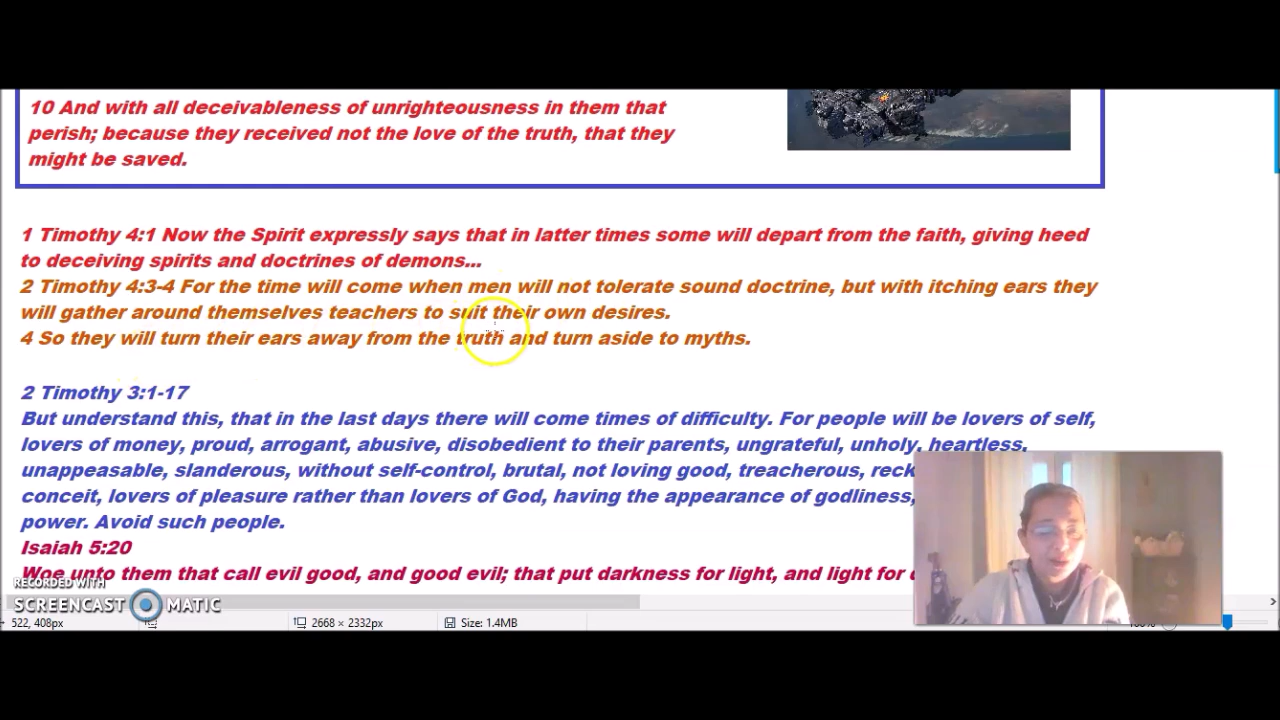 10 And with all deceivableness of unrighteousness in them that
perish; because they received not the love of the truth, that they
might be saved.
1 Timothy 4:1 Now the Spirit expressly says that in latter times some will depart from the faith, giving heed
to deceiving spirits and doctrines of demons...
2 Timothy 4:3-4 For the time will come when men will not tolerate sound doctrine, but with itching ears they
will gather around themselves teachers to suit their own desires.
4 So they will turn their ears away from the truth and turn aside to myths.
2 Timothy 3:1-17
But understand this, that in the last days there will come times of difficulty. For people will be lovers of self,
lovers of money, proud, arrogant, abusive, disobedient to their parents, ungrateful, unholy, heartless,
unappeasable, slanderous, without self-control, brutal, not loving good, treacherous,
conceit, lovers of pleasure rather than lovers of God, having the appearance of godliness,
power. Avoid such people.
Isaiah 5:20
Woe unto them that call evil good, and good evil; that put darkness for light, and light for
RECORDED WITH
SCREENCAST MATIC
522, 408px
2668 × 2332px
Size: 1.4MB